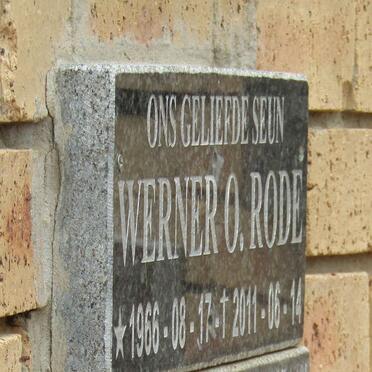 ONS GELIEFDE SEUN
WERNER O. RODE
★1966-08-17-†2011-06-14